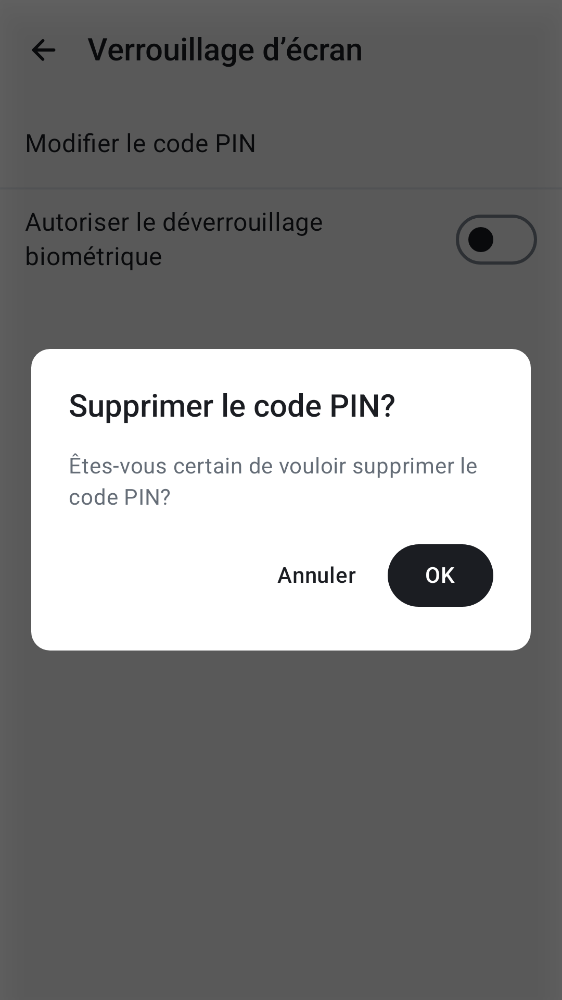 Verrouillage d’écran
Modifier le code PIN
Autoriser le déverrouillage
biométrique
Supprimer le code PIN?
Êtes-vous certain de vouloir supprimer le
code PIN?
Annuler
OK